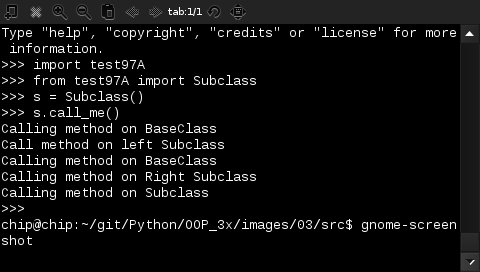 tab:1/1
Type "help", "copyright", "credits" or "license" for more
 information.
>>> import test97A
>>> from test97A import Subclass
>>> s = Subclass()
>>> s.call_me()
Calling method on BaseClass
Call method on left Subclass
Calling method on BaseClass
Calling method on Right Subclass
Calling method on Subclass
>>>
chip@chip:~/git/Python/OOP_3x/images/03/src$ gnome-screen
shot